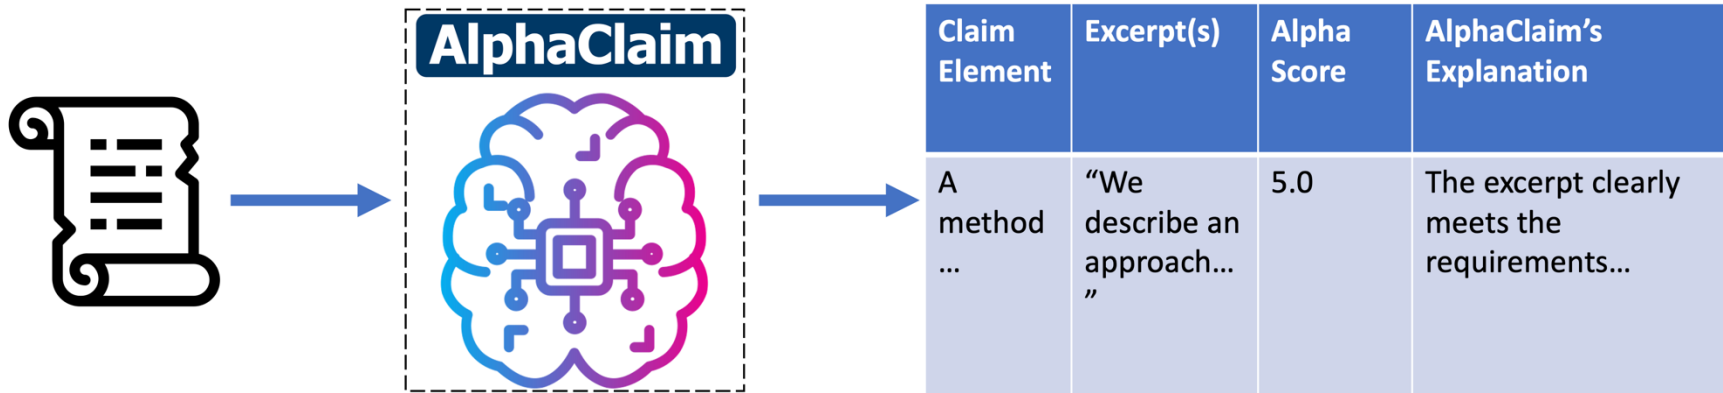 AlphaClaim
Claim
Element
Excerpt(s)
Alpha
Score
AlphaClaim’s
Explanation
A
method
...
“We
describe an
approach...
”
5.0
The excerpt clearly
meets the
requirements...